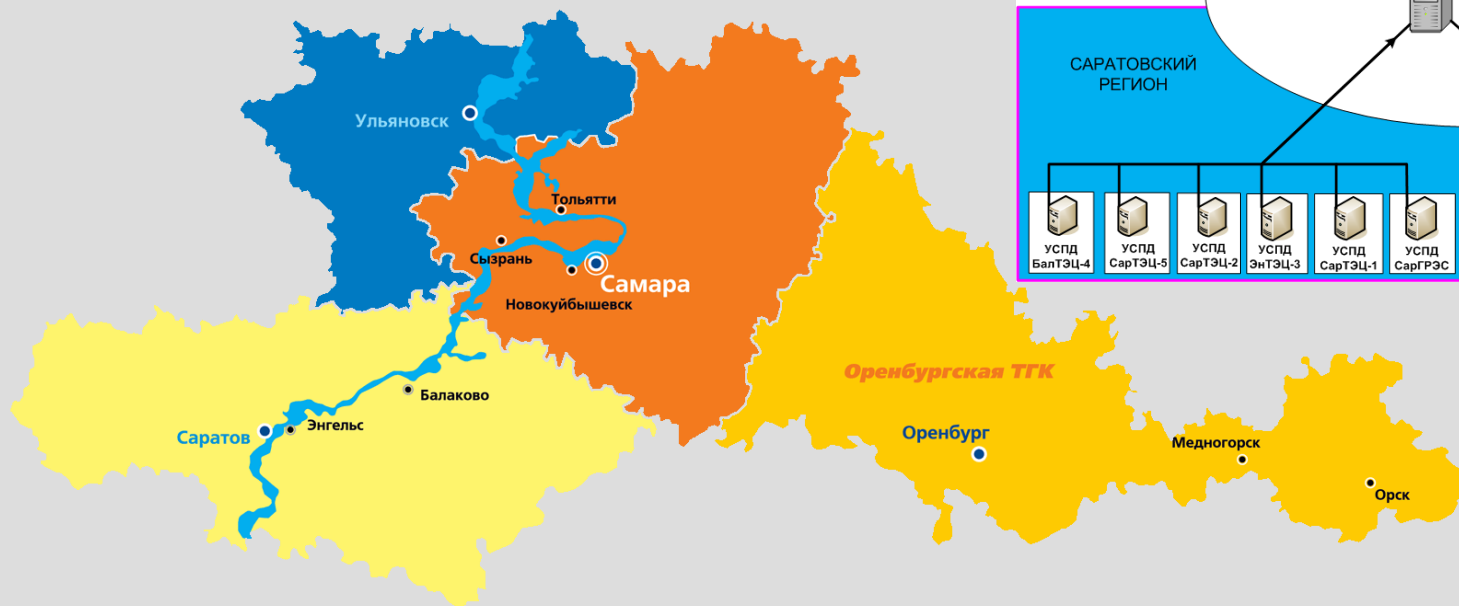 САРАТОВСКИЙ
РЕГИОН
УСПД
БалТЭЦ-4
УСПД
СарТЭЦ-5
УСПД
СарТЭЦ-2
УСПД
ЭнТЭЦ-3
УСПД
СарТЭЦ-1
УСПД
СарГРЭС
Ульяновск
Тольятти
Сызрань
Самара
Новокуйбышевск
Оренбургская ТГК
Балаково
Энгельс
Саратов
Оренбург
Медногорск
Орск